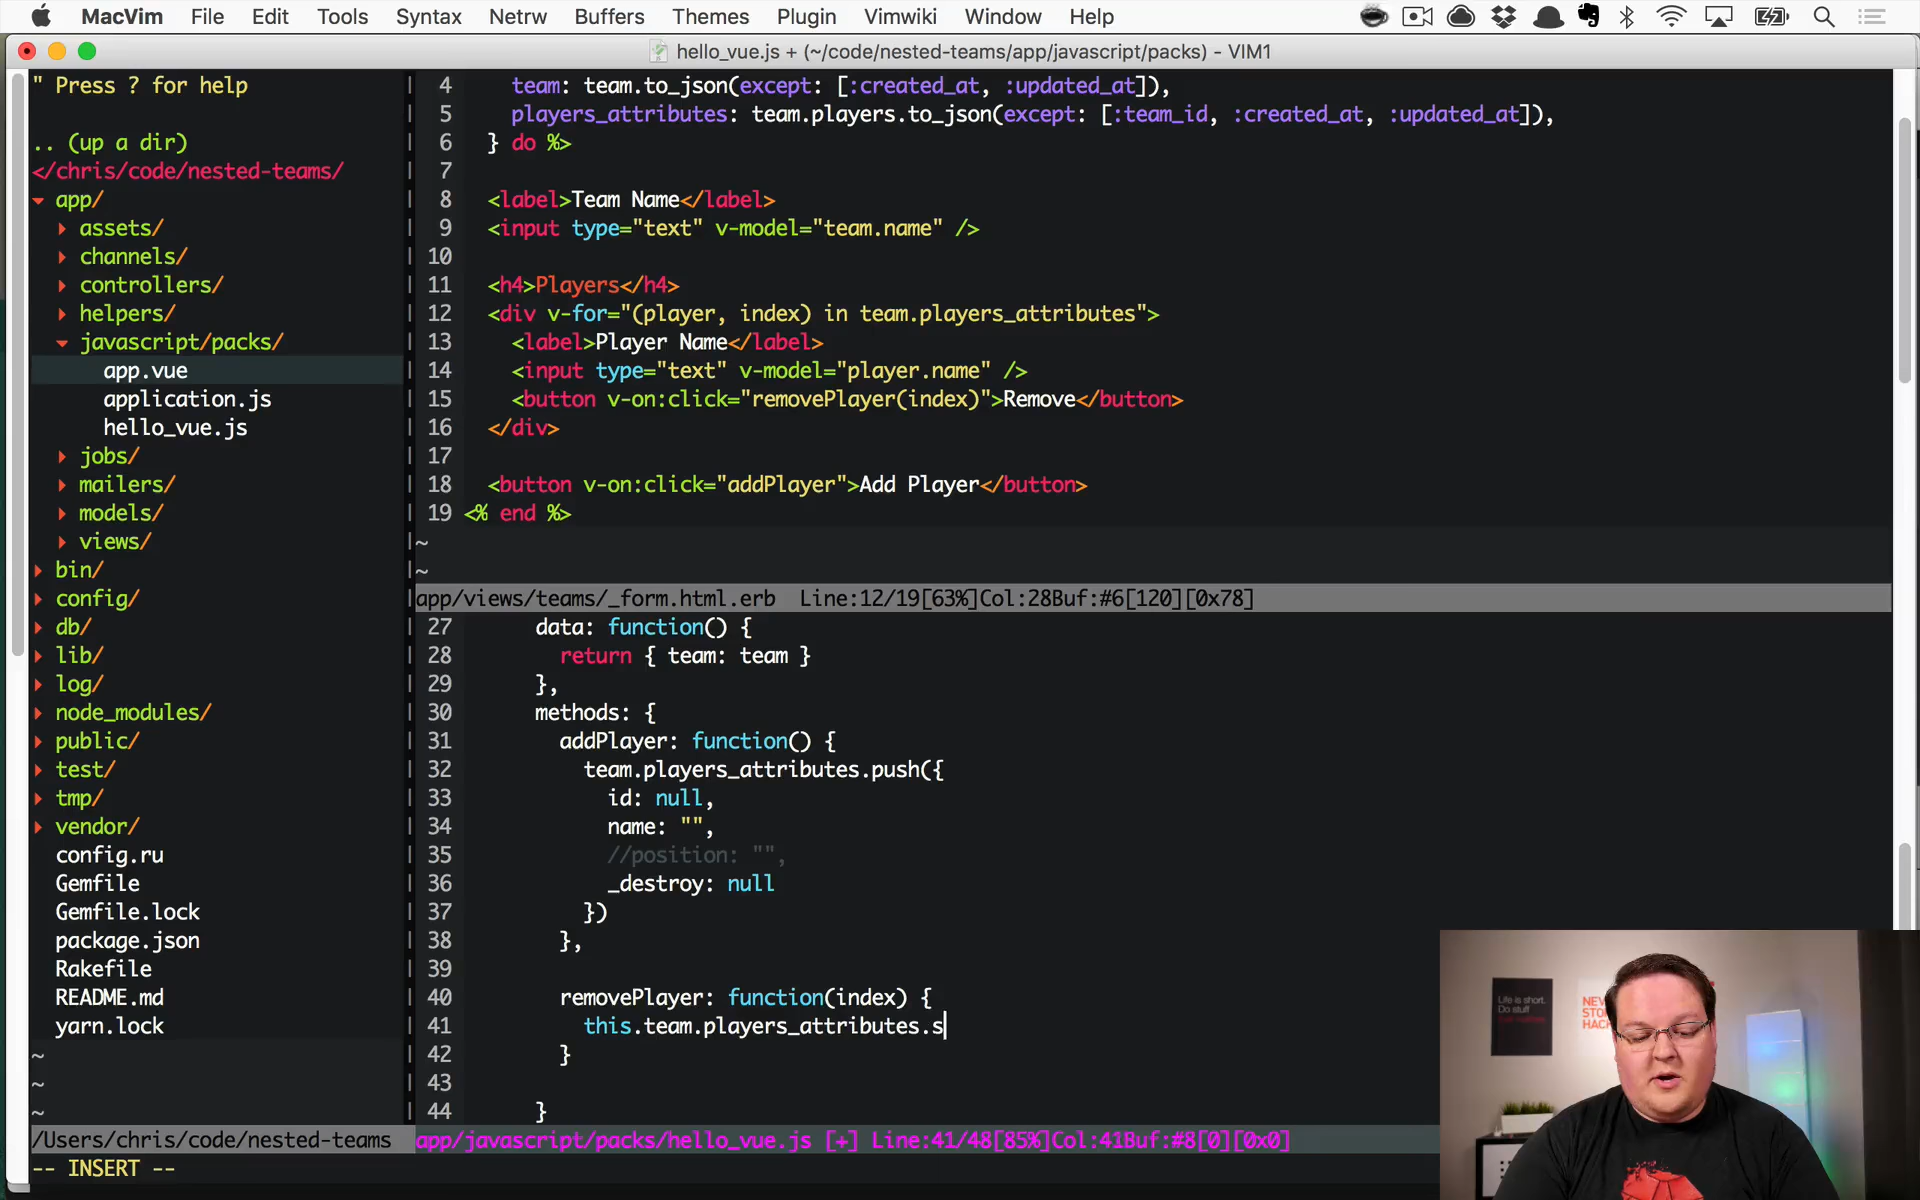 MacVim File Edit Tools Syntax Netrw Buffers Themes Plugin Vimwiki Window Help
hello_vue.js + (~/code/nested-teams/app/javascript/packs) - VIM1
" Press ? for help
.. (up a dir)
</chris/code/nested-teams/
app/
assets/
channels/
controllers/
helpers/
javascript/packs/
app.vue
application.js
hello_vue.js
jobs/
mailers/
models/
views/
bin/
config/
db/
lib/
log/
node_modules/
public/
test/
tmp/
vendor/
config.ru
Gemfile
Gemfile.lock
package.json
Rakefile
README.md
yarn.lock
~
~
~
/Users/chris/code/nested-teams
-- INSERT --
4 team: team.to_json(except: [:created_at, :updated_at]),
5 players_attributes: team.players.to_json(except: [:team_id, :created_at, :updated_at]),
6 } do %>
7
8 <label>Team Name</label>
9 <input type="text" v-model="team.name" />
10
11 <h4>Players</h4>
12 <div v-for="(player, index) in team.players_attributes">
13 <label>Player Name</label>
14 <input type="text" v-model="player.name" />
15 <button v-on:click="removePlayer(index)">Remove</button>
16 </div>
17
18 <button v-on:click="addPlayer">Add Player</button>
19 <% end %>
~
~
app/views/teams/_form.html.erb Line:12/19[63%]Col:28Buf:#6[120][0x78]
27 data: function() {
28 return { team: team }
29 },
30 methods: {
31 addPlayer: function() {
32 team.players_attributes.push({
33 id: null,
34 name: "",
35 //position: "",
36 _destroy: null
37 })
38 },
39
40 removePlayer: function(index) {
41 this.team.players_attributes.s
42 }
43
44 }
app/javascript/packs/hello_vue.js [+] Line:41/48[85%]Col:41Buf:#8[0][0x0]
Life is short.
Do stuff